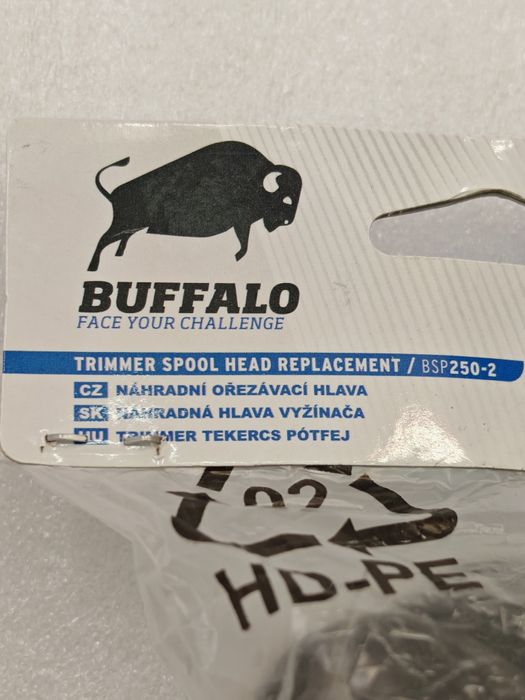 BUFFALO
FACE YOUR CHALLENGE
TRIMMER SPOOL HEAD REPLACEMENT / BSP250-2
CZ NÁHRADNÍ OŘEZÁVACÍ HLAVA
SK NÁHRADNÁ HLAVA VYŽÍNAČA
HU TRIMMER TEKERCS PÓTFEJ
02
HD-PE